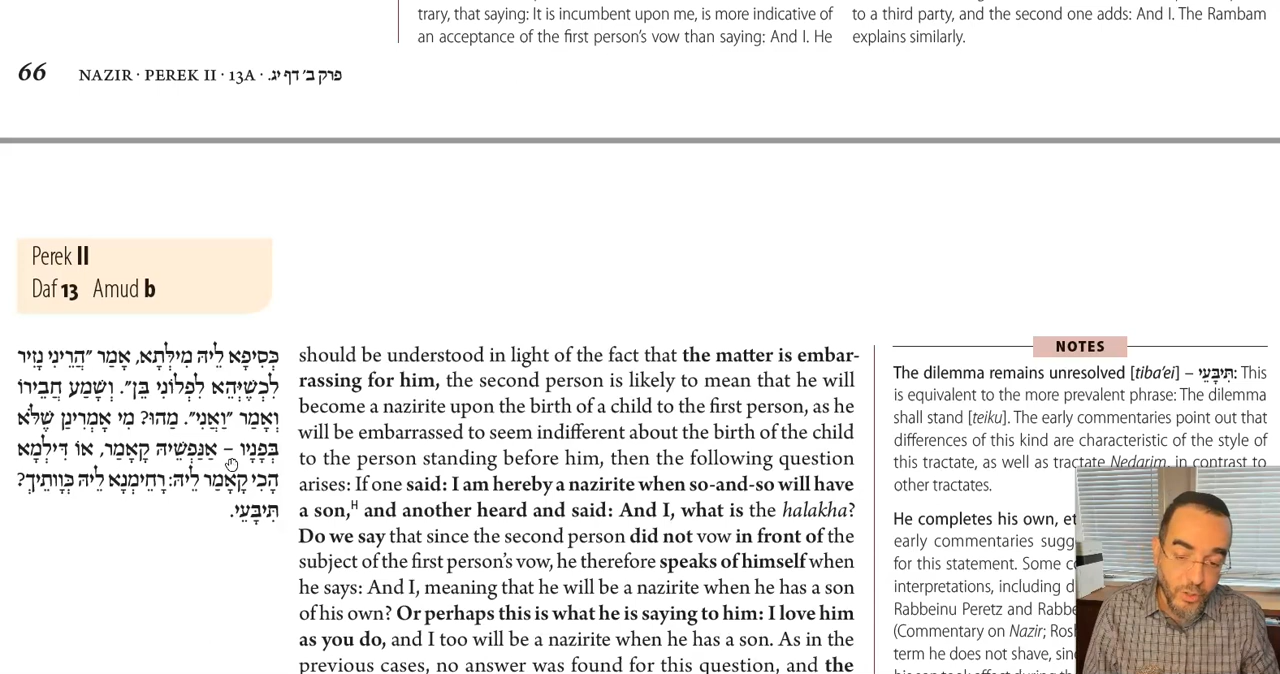 trary, that saying: It is incumbent upon me, is more indicative of
an acceptance of the first person's vow than saying: And I. He
to a third party, and the second one adds: And I. The Rambam
explains similarly.
66 NAZIR · PEREK II · 13A · פרק ב׳ דף יג.
Perek II
Daf 13 Amud b
כְּסִיפָא לֵיהּ מִילְּתָא, אָמַר ״הֲרֵינִי נָזִיר
לִכְשֶׁיְּהֵא לִפְלוֹנִי בֵּן״. וְשָׁמַע חֲבֵירוֹ
וְאָמַר ״וַאֲנִי״. מַהוּ? מִי אָמְרִינַן שֶׁלֹּא
בְּפָנָיו – אַנַּפְשֵׁיהּ קָאָמַר, אוֹ דִּילְמָא
הָכִי קָאָמַר לֵיהּ: רָחֵימְנָא לֵיהּ כְּוָותֵיךְ?
תִּיבָּעֵי.
should be understood in light of the fact that the matter is embar-
rassing for him, the second person is likely to mean that he will
become a nazirite upon the birth of a child to the first person, as he
will be embarrassed to seem indifferent about the birth of the child
to the person standing before him, then the following question
arises: If one said: I am hereby a nazirite when so-and-so will have
a son,H and another heard and said: And I, what is the halakha?
Do we say that since the second person did not vow in front of the
subject of the first person's vow, he therefore speaks of himself when
he says: And I, meaning that he will be a nazirite when he has a son
of his own? Or perhaps this is what he is saying to him: I love him
as you do, and I too will be a nazirite when he has a son. As in the
previous cases, no answer was found for this question, and the
NOTES
The dilemma remains unresolved [tiba'ei] – תִּיבָּעֵי: This
is equivalent to the more prevalent phrase: The dilemma
shall stand [teiku]. The early commentaries point out that
differences of this kind are characteristic of the style of
this tractate, as well as tractate Nedarim, in contrast to
other tractates.
He completes his own, et
early commentaries sugg
for this statement. Some c
interpretations, including d
Rabbeinu Peretz and Rabbe
(Commentary on Nazir; Rosh
term he does not shave, sinc